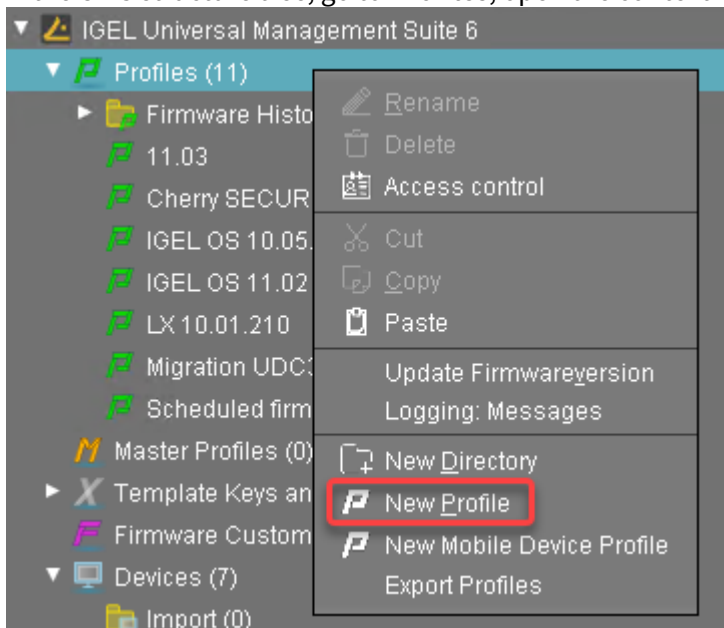 IGEL Universal Management Suite 6
Profiles (11)
Firmware Histo
11.03
Cherry SECUR
IGEL OS 10.05.
IGEL OS 11.02
LX 10.01.210
Migration UDC
Scheduled firm
Master Profiles (0)
Template Keys an
Firmware Custom
Devices (7)
Import (0)
Rename
Delete
Access control
Cut
Copy
Paste
Update Firmwareversion
Logging: Messages
New Directory
New Profile
New Mobile Device Profile
Export Profiles